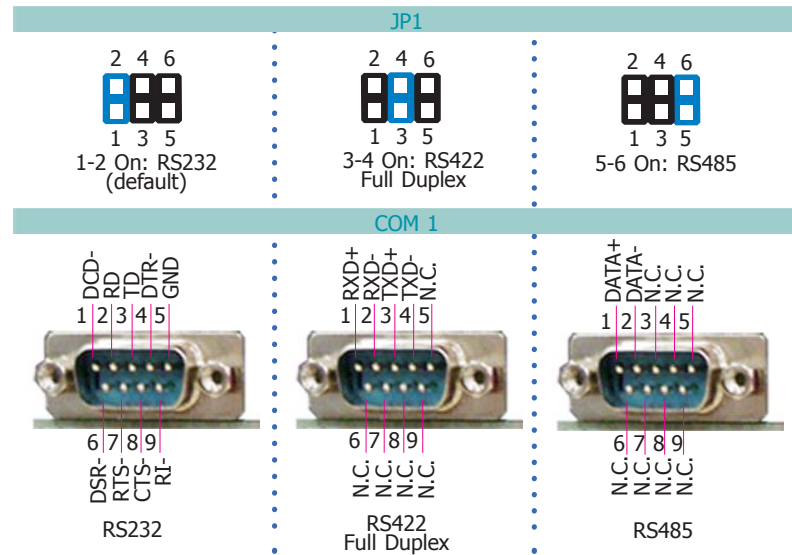 JP1
2 4 6
1 3 5
1-2 On: RS232
(default)
2 4 6
1 3 5
3-4 On: RS422
Full Duplex
2 4 6
1 3 5
5-6 On: RS485
COM 1
DCD-
RD
TD
DTR-
GND
1 2 3 4 5
6 7 8 9
DSR-
RTS-
CTS-
RI-
RS232
RXD+
RXD-
TXD+
TXD-
N.C.
1 2 3 4 5
6 7 8 9
N.C.
N.C.
N.C.
N.C.
RS422
Full Duplex
DATA+
DATA-
N.C.
N.C.
N.C.
1 2 3 4 5
6 7 8 9
N.C.
N.C.
N.C.
N.C.
RS485